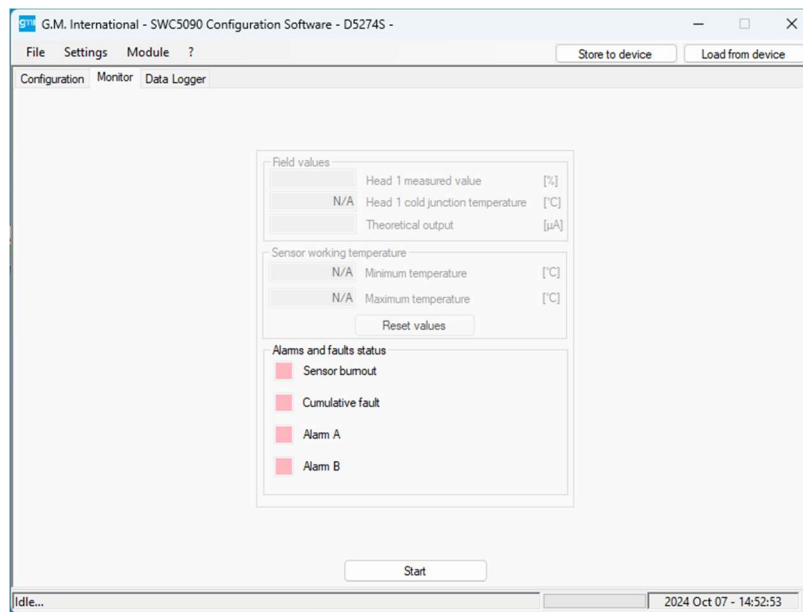 G.M. International - SWC5090 Configuration Software - D5274S -
File Settings Module ? Store to device Load from device
Configuration Monitor Data Logger
Field values
Head 1 measured value [%]
N/A Head 1 cold junction temperature [°C]
Theoretical output [µA]
Sensor working temperature
N/A Minimum temperature [°C]
N/A Maximum temperature [°C]
Reset values
Alarms and faults status
Sensor burnout
Cumulative fault
Alarm A
Alarm B
Start
Idle... 2024 Oct 07 - 14:52:53